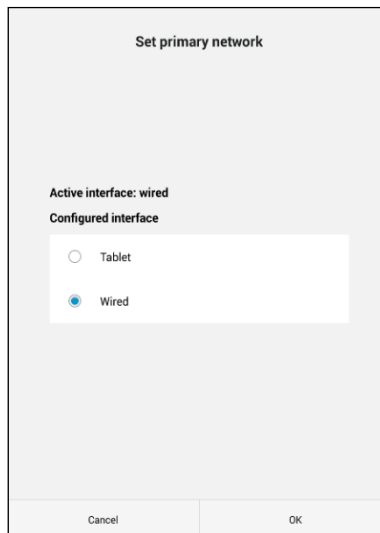 Set primary network
Active interface: wired
Configured interface
Tablet
Wired
Cancel OK